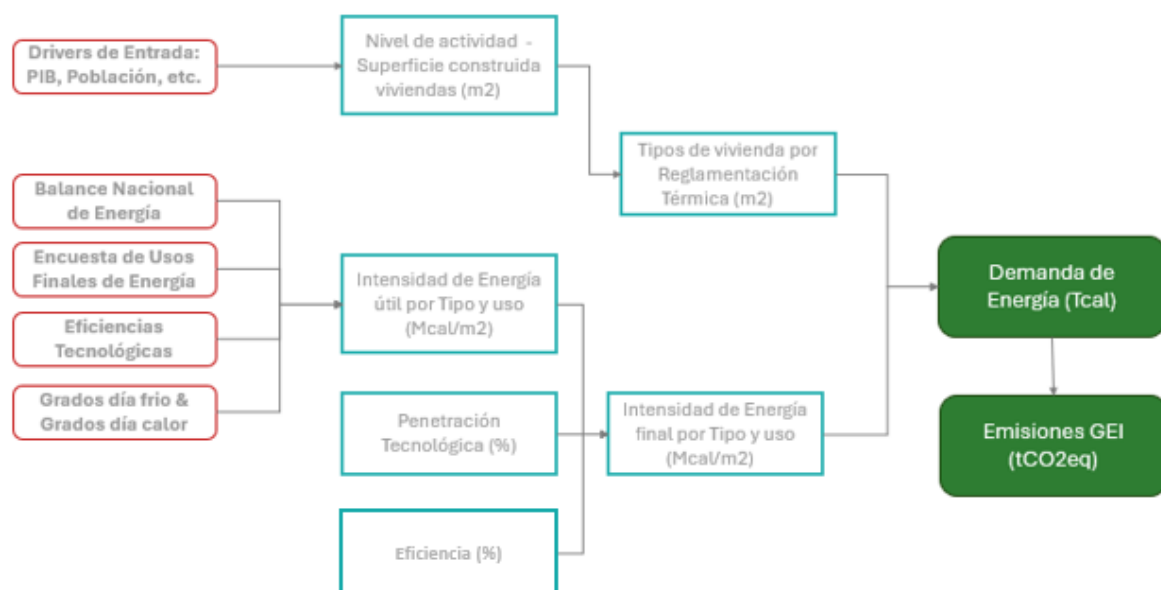 Drivers de Entrada:
PIB, Población, etc.
Nivel de actividad -
Superficie construida
viviendas (m2)
Tipos de vivienda por
Reglamentación
Térmica (m2)
Balance Nacional
de Energía
Encuesta de Usos
Finales de Energía
Eficiencias
Tecnológicas
Grados día frio &
Grados día calor
Intensidad de Energía
útil por Tipo y uso
(Mcal/m2)
Penetración
Tecnológica (%)
Eficiencia (%)
Intensidad de Energía
final por Tipo y uso
(Mcal/m2)
Demanda de
Energía (Tcal)
Emisiones GEI
(tCO2eq)